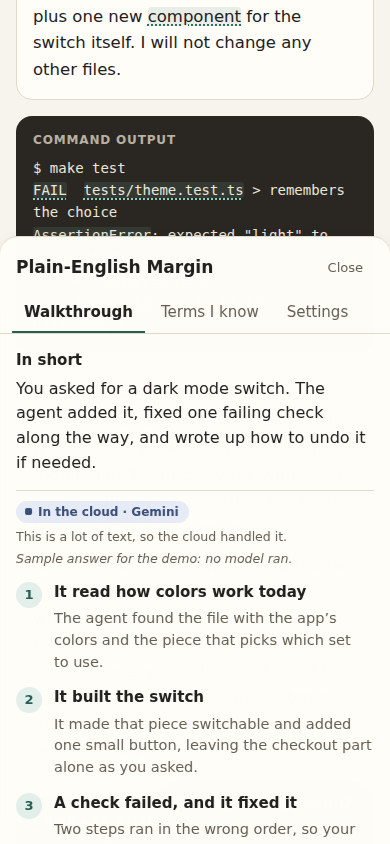 plus one new component for the
switch itself. I will not change any
other files.
COMMAND OUTPUT
$ make test
FAIL tests/theme.test.ts > remembers
the choice
AssertionError: expected "light" to
Plain-English Margin
Close
Walkthrough
Terms I know
Settings
In short
You asked for a dark mode switch. The
agent added it, fixed one failing check
along the way, and wrote up how to undo it
if needed.
In the cloud · Gemini
This is a lot of text, so the cloud handled it.
Sample answer for the demo: no model ran.
1 It read how colors work today
The agent found the file with the app’s
colors and the piece that picks which set
to use.
2 It built the switch
It made that piece switchable and added
one small button, leaving the checkout part
alone as you asked.
3 A check failed, and it fixed it
Two steps ran in the wrong order, so your